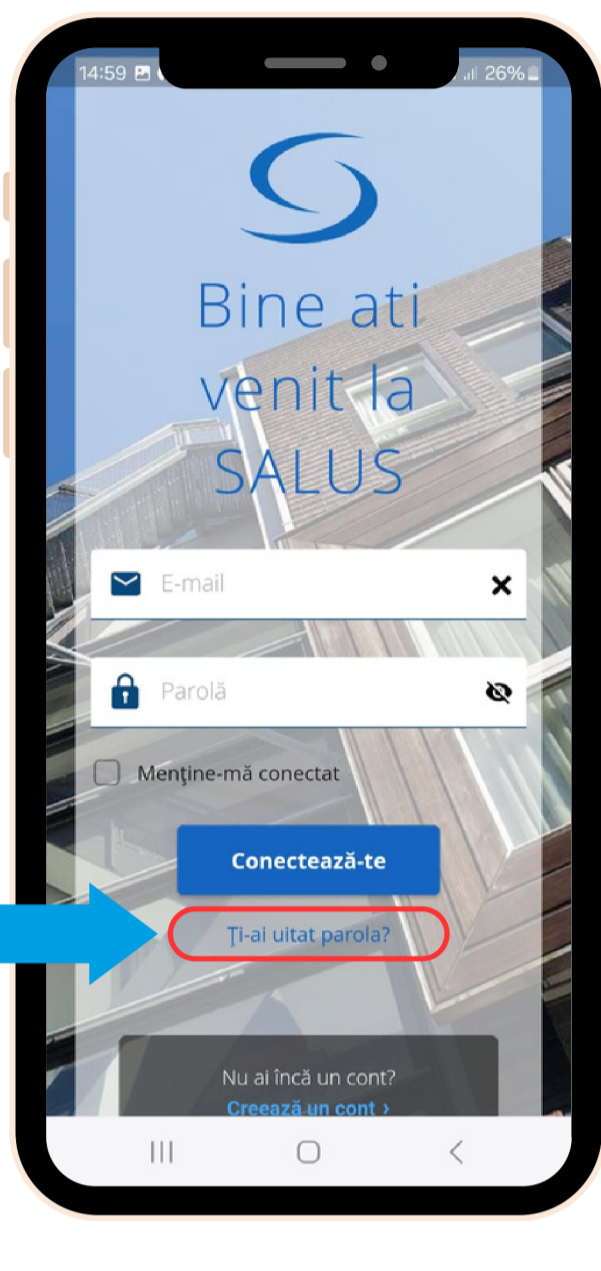 14:59
26%
Bine ati
venit la
SALUS
E-mail
Parolă
Menţine-mă conectat
Conectează-te
Ţi-ai uitat parola?
Nu ai încă un cont?
Creează un cont ›